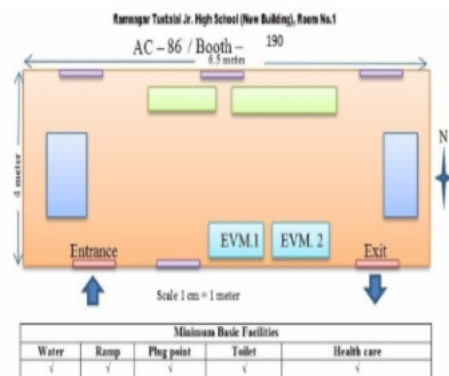 Ramnagar Tuxtalai Jr. High School (New Building), Room No.1
AC – 86 / Booth – 190
6.5 meter
4 meter
N
EVM.1 EVM. 2
Entrance
Exit
Scale 1 cm = 1 meter
Minimum Basic Facilities
Water Ramp Plug point Toilet Health care
√ √ √ √ √